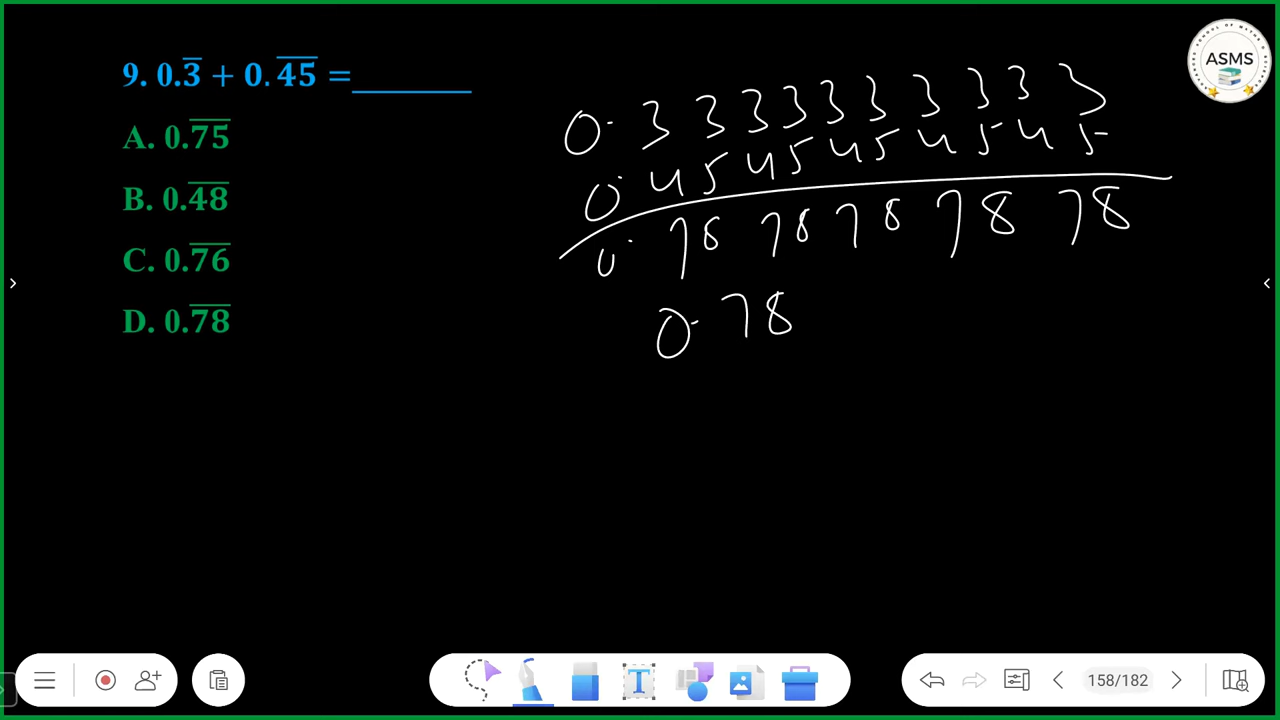 9. 0.3̅ + 0.4̅5̅ =________
A. 0.7̅5̅
B. 0.4̅8̅
C. 0.7̅6̅
D. 0.7̅8̅
0.3333333333
0.4545454545
0.7878787878
0.78
ASMS
158/182